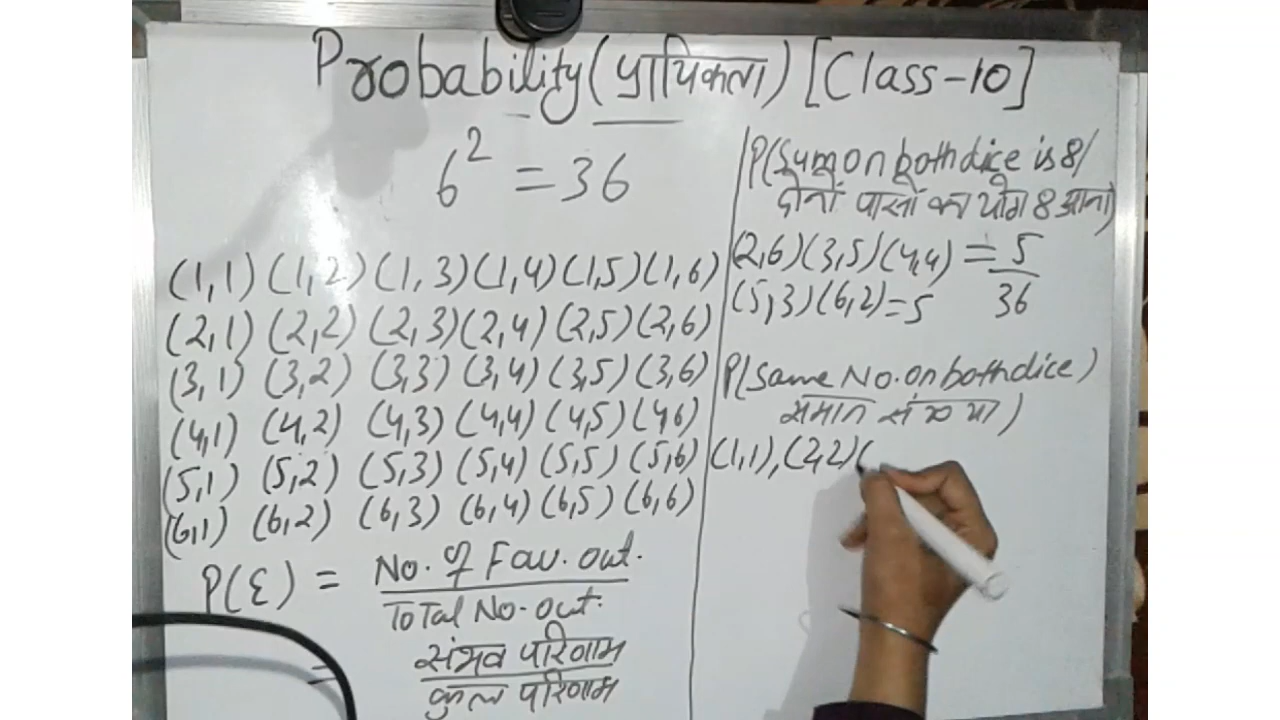 Probability (प्रायिकता) [Class-10]
6² = 36
(1,1) (1,2) (1,3) (1,4) (1,5) (1,6)
(2,1) (2,2) (2,3) (2,4) (2,5) (2,6)
(3,1) (3,2) (3,3) (3,4) (3,5) (3,6)
(4,1) (4,2) (4,3) (4,4) (4,5) (4,6)
(5,1) (5,2) (5,3) (5,4) (5,5) (5,6)
(6,1) (6,2) (6,3) (6,4) (6,5) (6,6)
P(E) = No. of Fav. out.
Total No. out.
= संभव परिणाम
कुल परिणाम
P(Sum on both dice is 8/
दोनों पासों का योग 8 आना)
(2,6) (3,5) (4,4) = 5
(5,3) (6,2) = 5 36
P(Same No. on both dice)
समान संख्या)
(1,1), (2,2) (